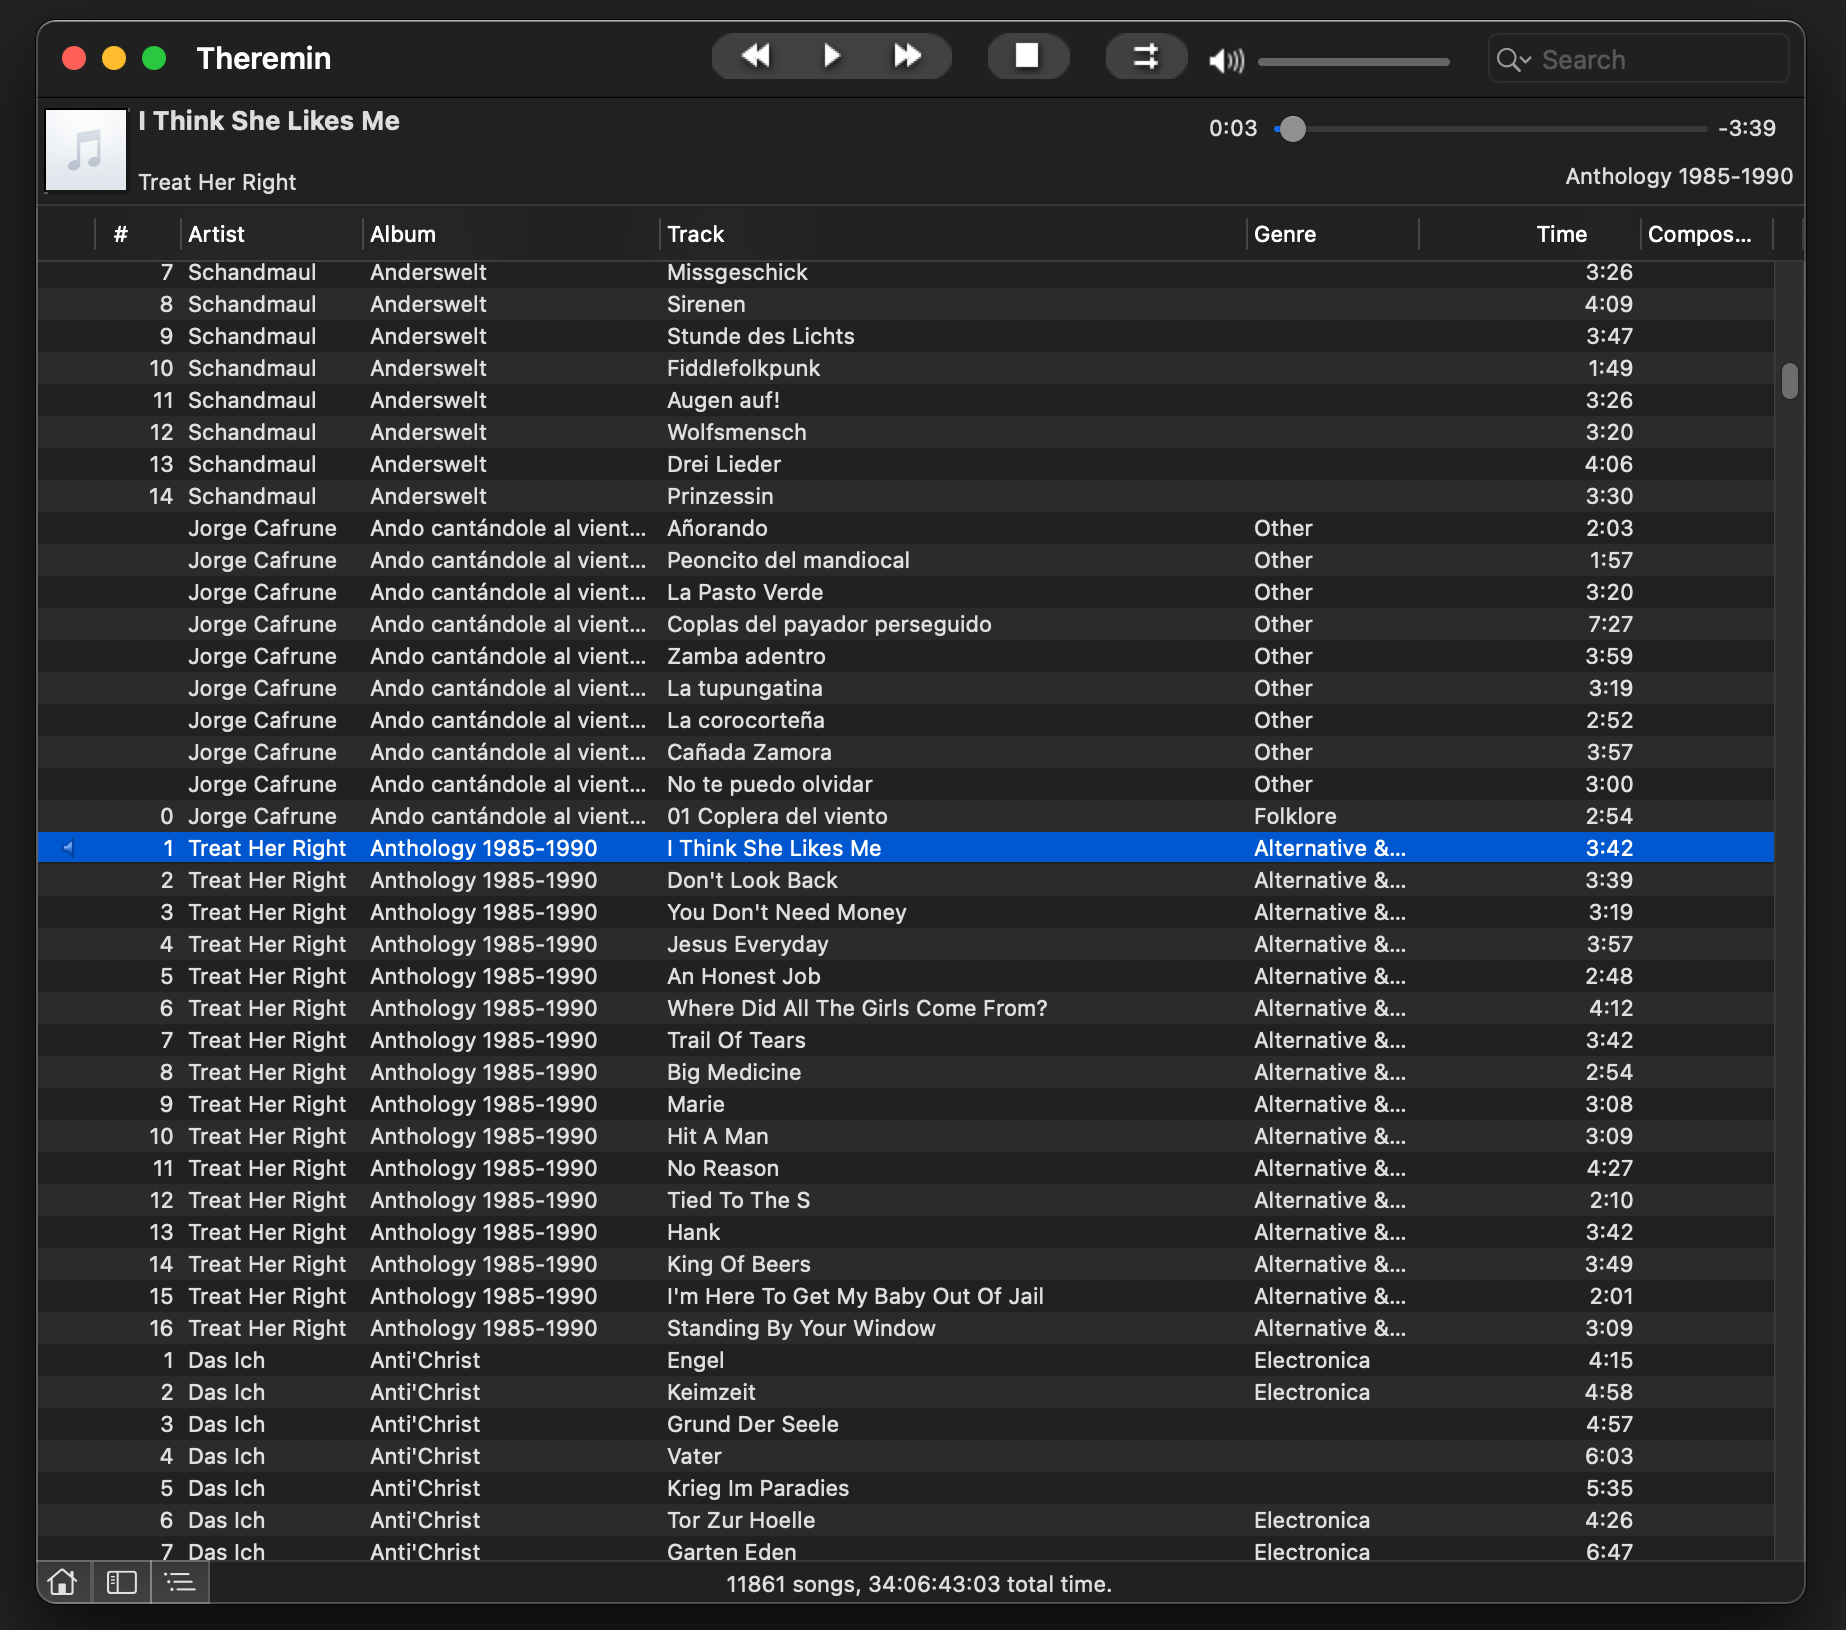 Theremin
Search
I Think She Likes Me
0:03 -3:39
Treat Her Right
Anthology 1985-1990
# Artist Album Track Genre Time Compos...
7 Schandmaul Anderswelt Missgeschick 3:26
8 Schandmaul Anderswelt Sirenen 4:09
9 Schandmaul Anderswelt Stunde des Lichts 3:47
10 Schandmaul Anderswelt Fiddlefolkpunk 1:49
11 Schandmaul Anderswelt Augen auf! 3:26
12 Schandmaul Anderswelt Wolfsmensch 3:20
13 Schandmaul Anderswelt Drei Lieder 4:06
14 Schandmaul Anderswelt Prinzessin 3:30
Jorge Cafrune Ando cantándole al vient... Añorando Other 2:03
Jorge Cafrune Ando cantándole al vient... Peoncito del mandiocal Other 1:57
Jorge Cafrune Ando cantándole al vient... La Pasto Verde Other 3:20
Jorge Cafrune Ando cantándole al vient... Coplas del payador perseguido Other 7:27
Jorge Cafrune Ando cantándole al vient... Zamba adentro Other 3:59
Jorge Cafrune Ando cantándole al vient... La tupungatina Other 3:19
Jorge Cafrune Ando cantándole al vient... La corocorteña Other 2:52
Jorge Cafrune Ando cantándole al vient... Cañada Zamora Other 3:57
Jorge Cafrune Ando cantándole al vient... No te puedo olvidar Other 3:00
0 Jorge Cafrune Ando cantándole al vient... 01 Coplera del viento Folklore 2:54
1 Treat Her Right Anthology 1985-1990 I Think She Likes Me Alternative &... 3:42
2 Treat Her Right Anthology 1985-1990 Don't Look Back Alternative &... 3:39
3 Treat Her Right Anthology 1985-1990 You Don't Need Money Alternative &... 3:19
4 Treat Her Right Anthology 1985-1990 Jesus Everyday Alternative &... 3:57
5 Treat Her Right Anthology 1985-1990 An Honest Job Alternative &... 2:48
6 Treat Her Right Anthology 1985-1990 Where Did All The Girls Come From? Alternative &... 4:12
7 Treat Her Right Anthology 1985-1990 Trail Of Tears Alternative &... 3:42
8 Treat Her Right Anthology 1985-1990 Big Medicine Alternative &... 2:54
9 Treat Her Right Anthology 1985-1990 Marie Alternative &... 3:08
10 Treat Her Right Anthology 1985-1990 Hit A Man Alternative &... 3:09
11 Treat Her Right Anthology 1985-1990 No Reason Alternative &... 4:27
12 Treat Her Right Anthology 1985-1990 Tied To The S Alternative &... 2:10
13 Treat Her Right Anthology 1985-1990 Hank Alternative &... 3:42
14 Treat Her Right Anthology 1985-1990 King Of Beers Alternative &... 3:49
15 Treat Her Right Anthology 1985-1990 I'm Here To Get My Baby Out Of Jail Alternative &... 2:01
16 Treat Her Right Anthology 1985-1990 Standing By Your Window Alternative &... 3:09
1 Das Ich Anti'Christ Engel Electronica 4:15
2 Das Ich Anti'Christ Keimzeit Electronica 4:58
3 Das Ich Anti'Christ Grund Der Seele 4:57
4 Das Ich Anti'Christ Vater 6:03
5 Das Ich Anti'Christ Krieg Im Paradies 5:35
6 Das Ich Anti'Christ Tor Zur Hoelle Electronica 4:26
7 Das Ich Anti'Christ Garten Eden Electronica 6:47
11861 songs, 34:06:43:03 total time.